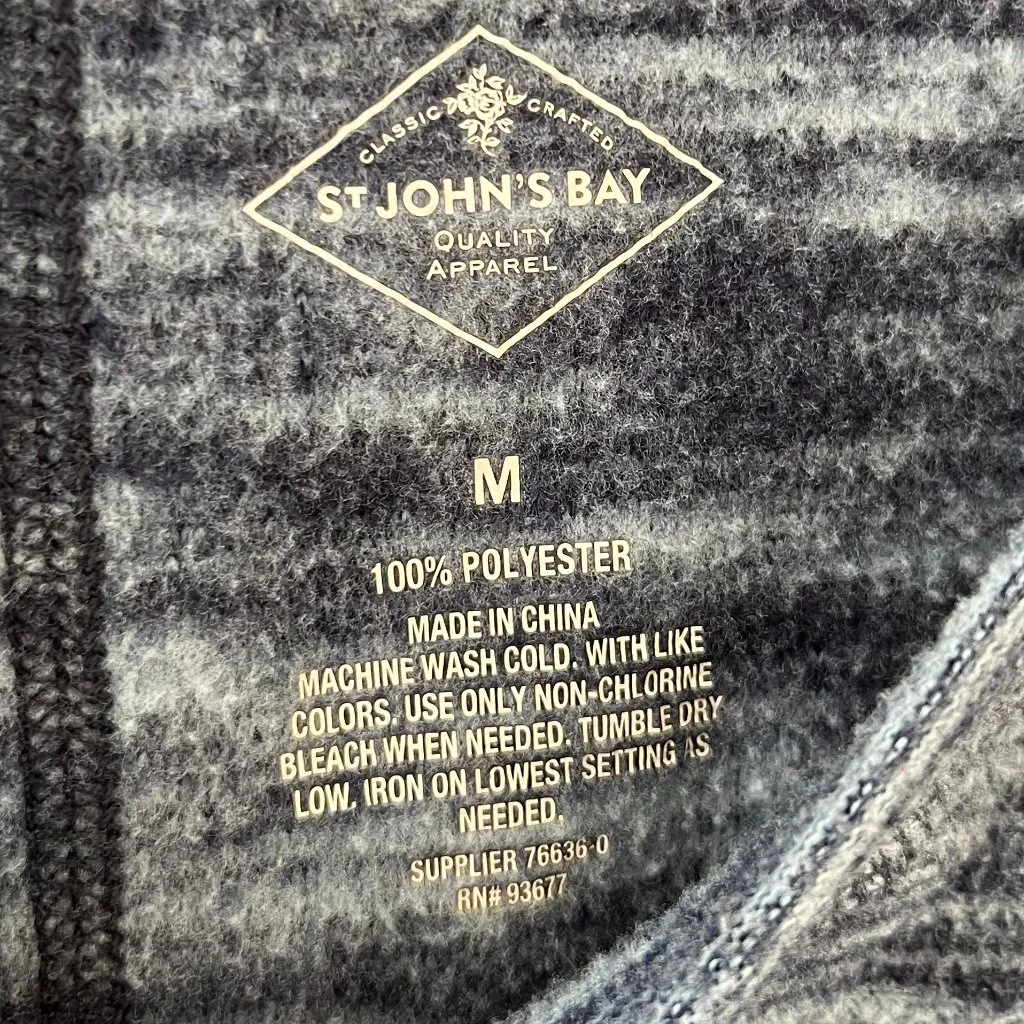 CLASSIC CRAFTED
ST JOHN'S BAY
QUALITY
APPAREL
M
100% POLYESTER
MADE IN CHINA
MACHINE WASH COLD. WITH LIKE
COLORS. USE ONLY NON-CHLORINE
BLEACH WHEN NEEDED. TUMBLE DRY
LOW. IRON ON LOWEST SETTING AS
NEEDED.
SUPPLIER 76636-0
RN# 93677